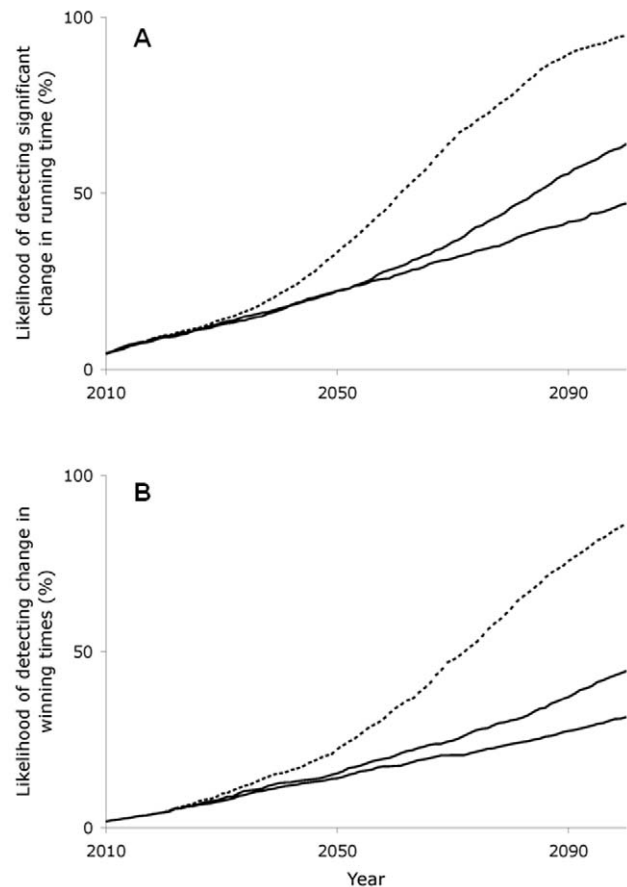 100
A
Likelihood of detecting significant
change in running time (%)
50
0
2010
2050
2090
100
B
Likelihood of detecting change in
winning times (%)
50
0
2010
2050
2090
Year